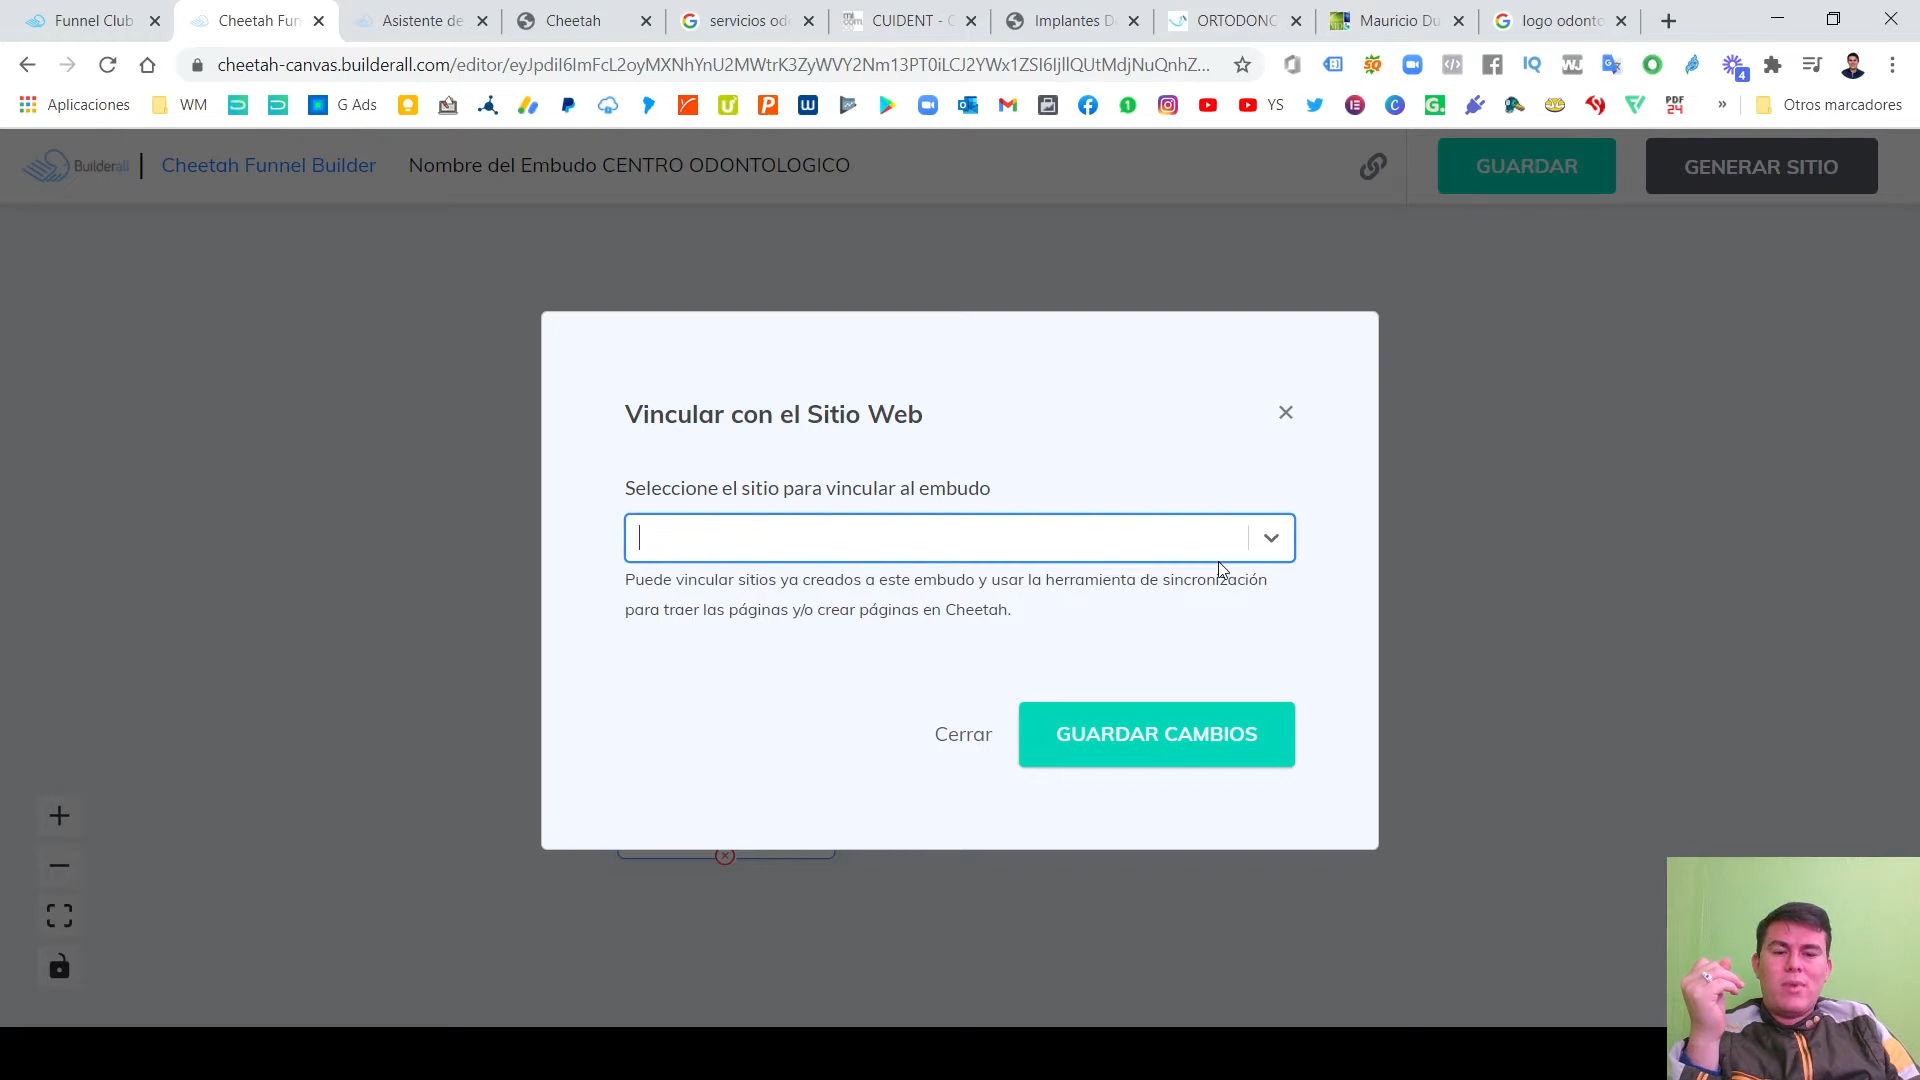 Funnel Club
Cheetah Fun
Asistente de
Cheetah
servicios od
CUIDENT - C
Implantes D
ORTODONC
Mauricio Du
logo odonto
cheetah-canvas.builderall.com/editor/eyJpdiI6ImFcL2oyMXNhYnU2MWtrK3ZyWVY2Nm13PT0iLCJ2YWx1ZSI6IjllQUtMdjNuQnhZ...
Aplicaciones
WM
G Ads
YS
PDF
24
»
Otros marcadores
Builderall
Cheetah Funnel Builder
Nombre del Embudo CENTRO ODONTOLOGICO
GUARDAR
GENERAR SITIO
Vincular con el Sitio Web
Seleccione el sitio para vincular al embudo
Puede vincular sitios ya creados a este embudo y usar la herramienta de sincronización
para traer las páginas y/o crear páginas en Cheetah.
Cerrar
GUARDAR CAMBIOS